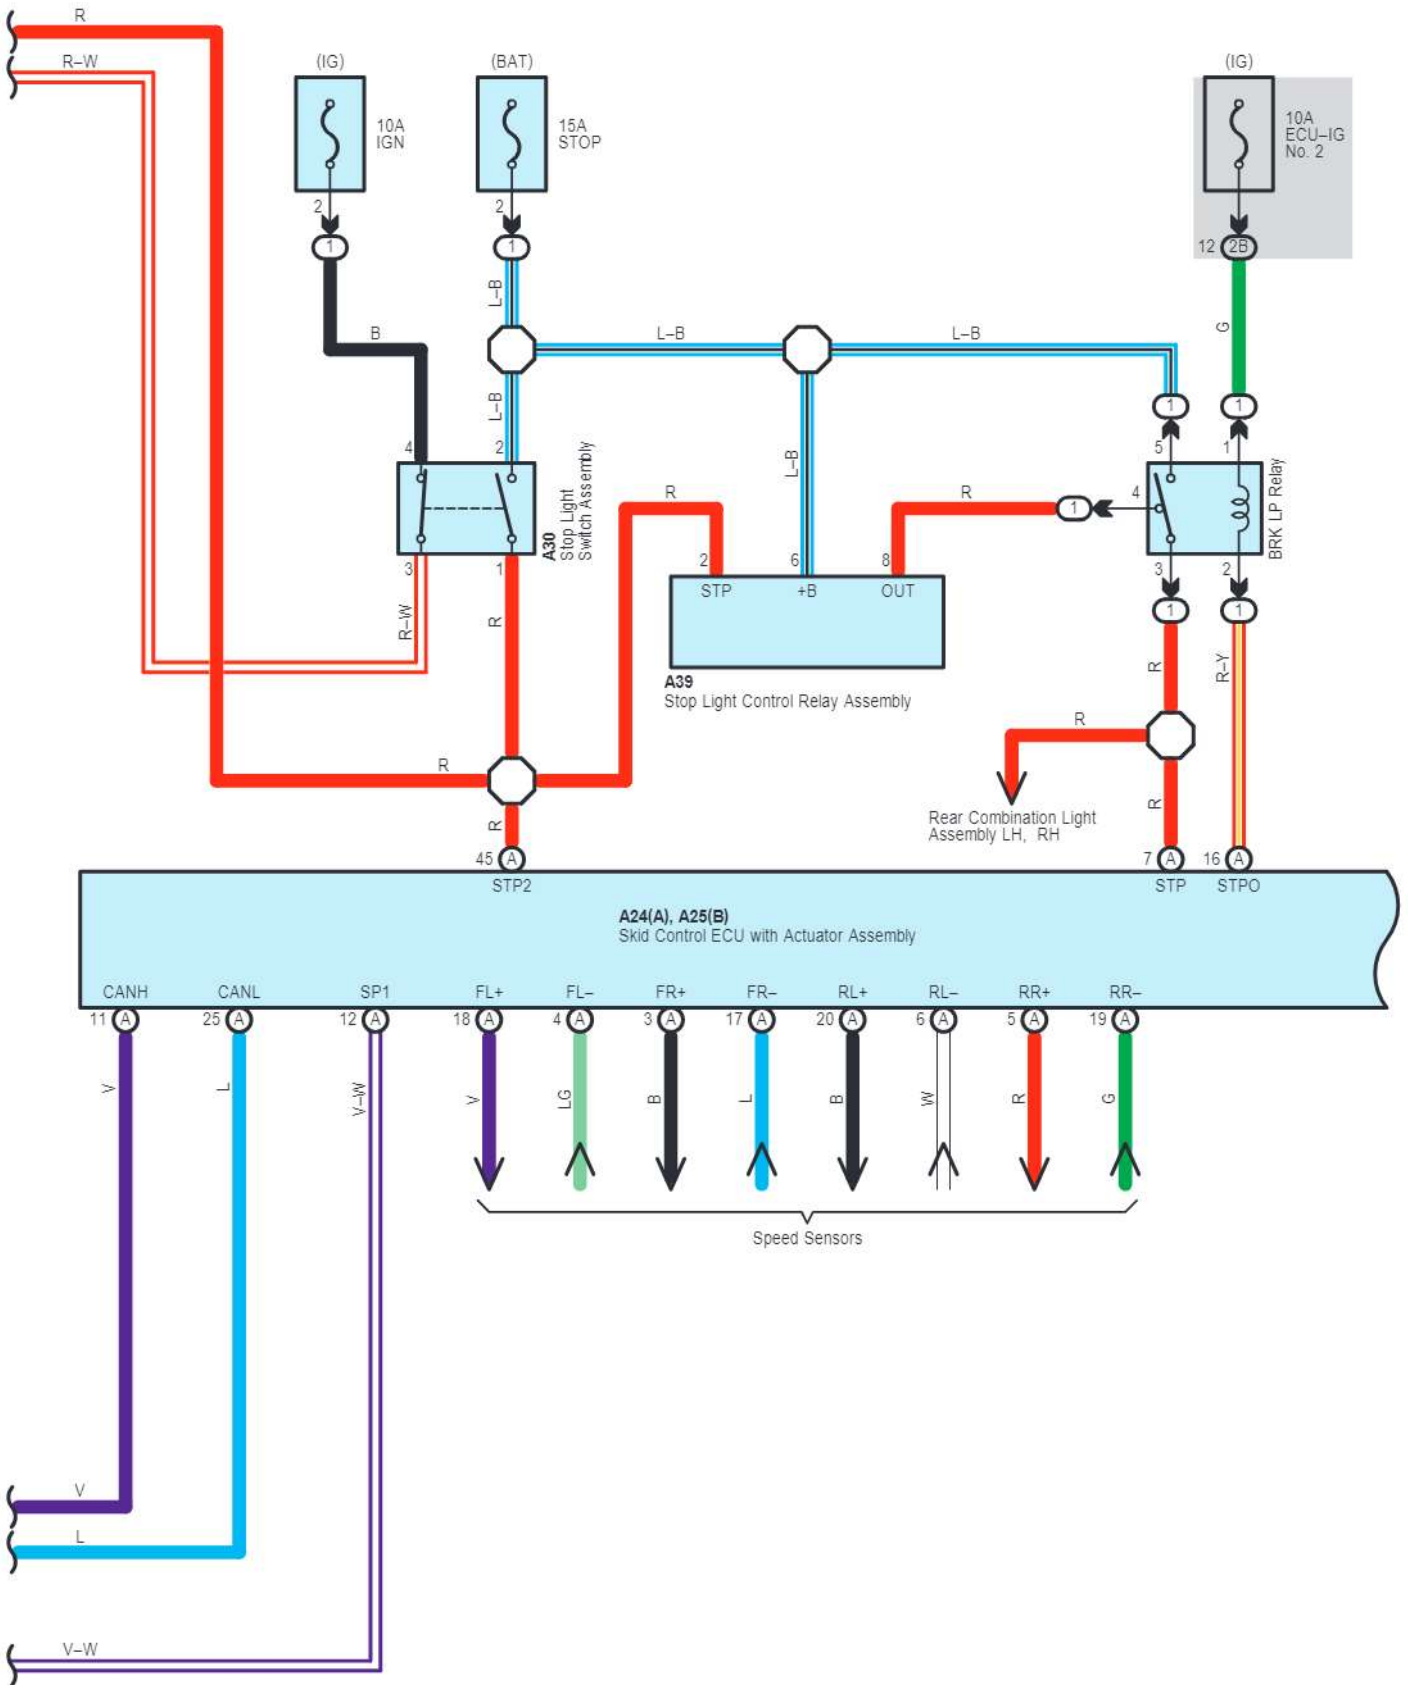 R
R–W
(IG)
(BAT)
(IG)
10A
IGN
15A
STOP
10A
ECU–IG
No. 2
2
2
1
1
12
2B
L–B
B
L–B
L–B
G
L–B
1
1
4
2
5
1
L–B
R
R
1
4
A30
Stop Light
Switch Assembly
BRK LP Relay
3
1
2
6
8
3
2
STP
+B
OUT
1
1
R–W
R
A39
Stop Light Control Relay Assembly
R
R–Y
R
R
R
R
Rear Combination Light
Assembly LH, RH
45
A
7
A
16
A
STP2
STP
STPO
A24(A), A25(B)
Skid Control ECU with Actuator Assembly
CANH
CANL
SP1
FL+
FL–
FR+
FR–
RL+
RL–
RR+
RR–
11
A
25
A
12
A
18
A
4
A
3
A
17
A
20
A
6
A
5
A
19
A
V
L
V–W
V
LG
B
L
B
W
R
G
Speed Sensors
V
L
V–W